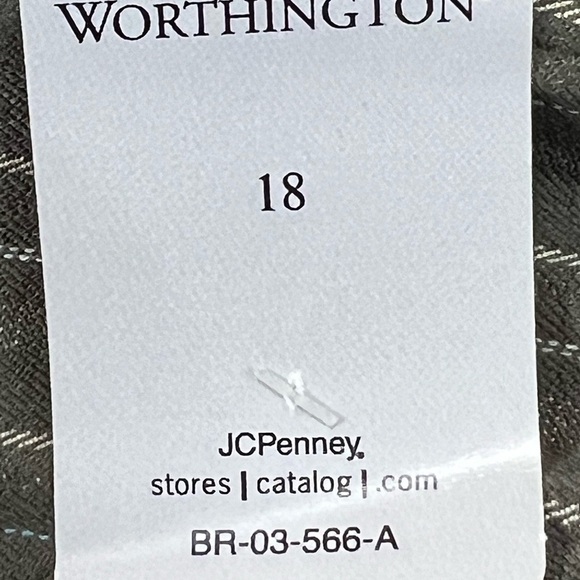 WORTHINGTON
18
JCPenney.
stores | catalog | .com
BR-03-566-A